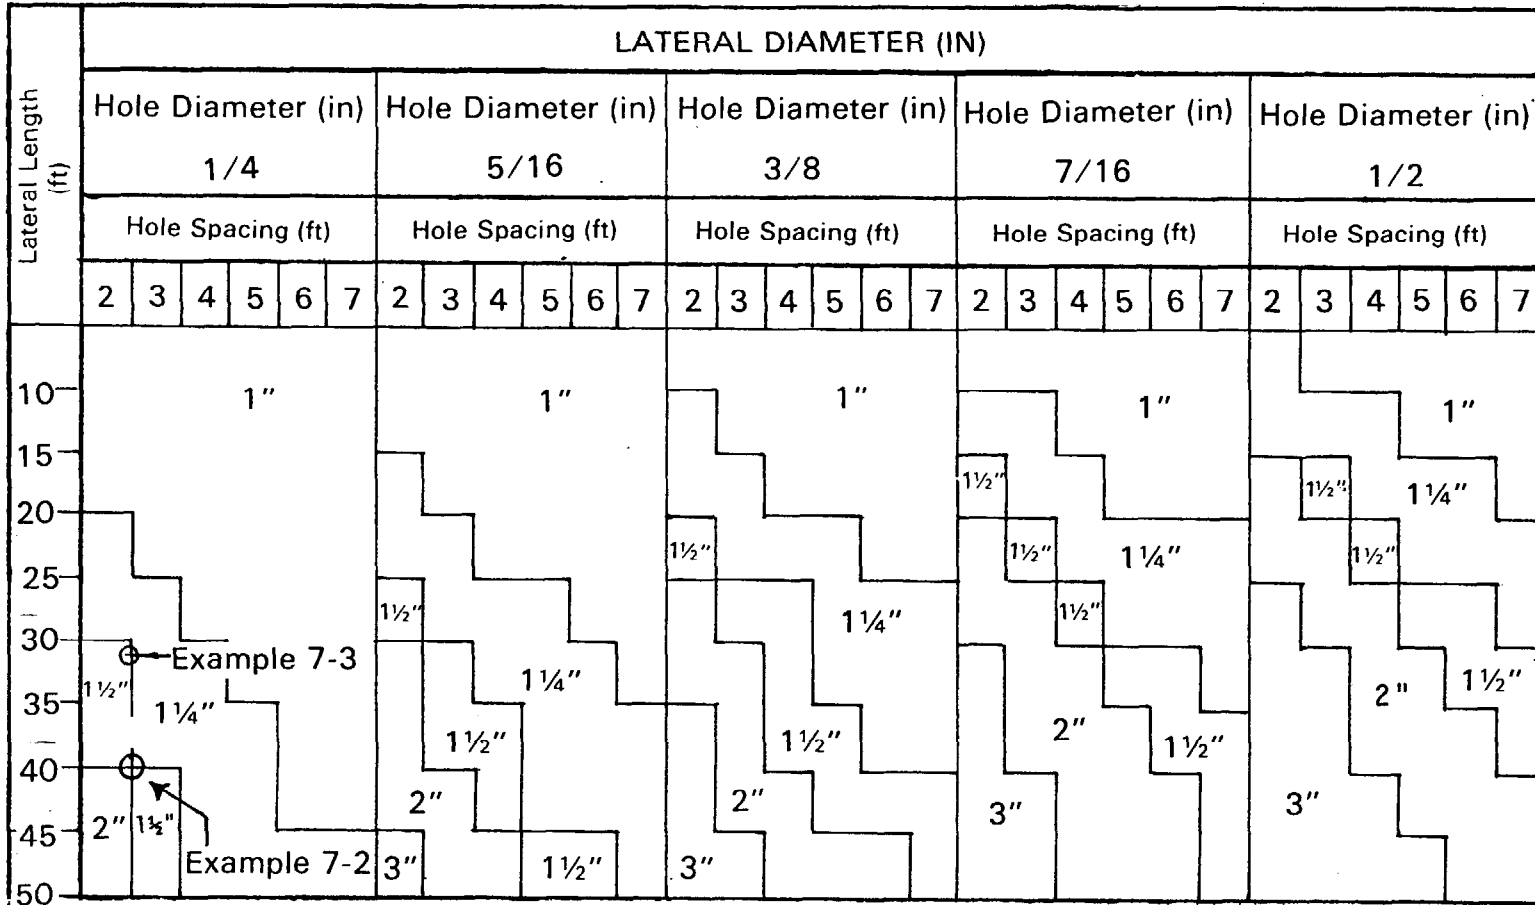 LATERAL DIAMETER (IN)
Lateral Length
(ft)
Hole Diameter (in) Hole Diameter (in) Hole Diameter (in) Hole Diameter (in) Hole Diameter (in)
1/4 5/16 3/8 7/16 1/2
Hole Spacing (ft) Hole Spacing (ft) Hole Spacing (ft) Hole Spacing (ft) Hole Spacing (ft)
2 3 4 5 6 7 2 3 4 5 6 7 2 3 4 5 6 7 2 3 4 5 6 7 2 3 4 5 6 7
10 1" 1" 1" 1" 1"
15
1½" 1½" 1¼"
20
1½" 1½" 1¼" 1½"
25
1½" 1¼" 1½"
30
Example 7-3
1½" 1¼" 2" 1½"
35
1¼" 1½" 1½" 2" 1½"
40
2" 2" 3" 3"
2" 1½"
45
Example 7-2 3" 1½" 3"
50